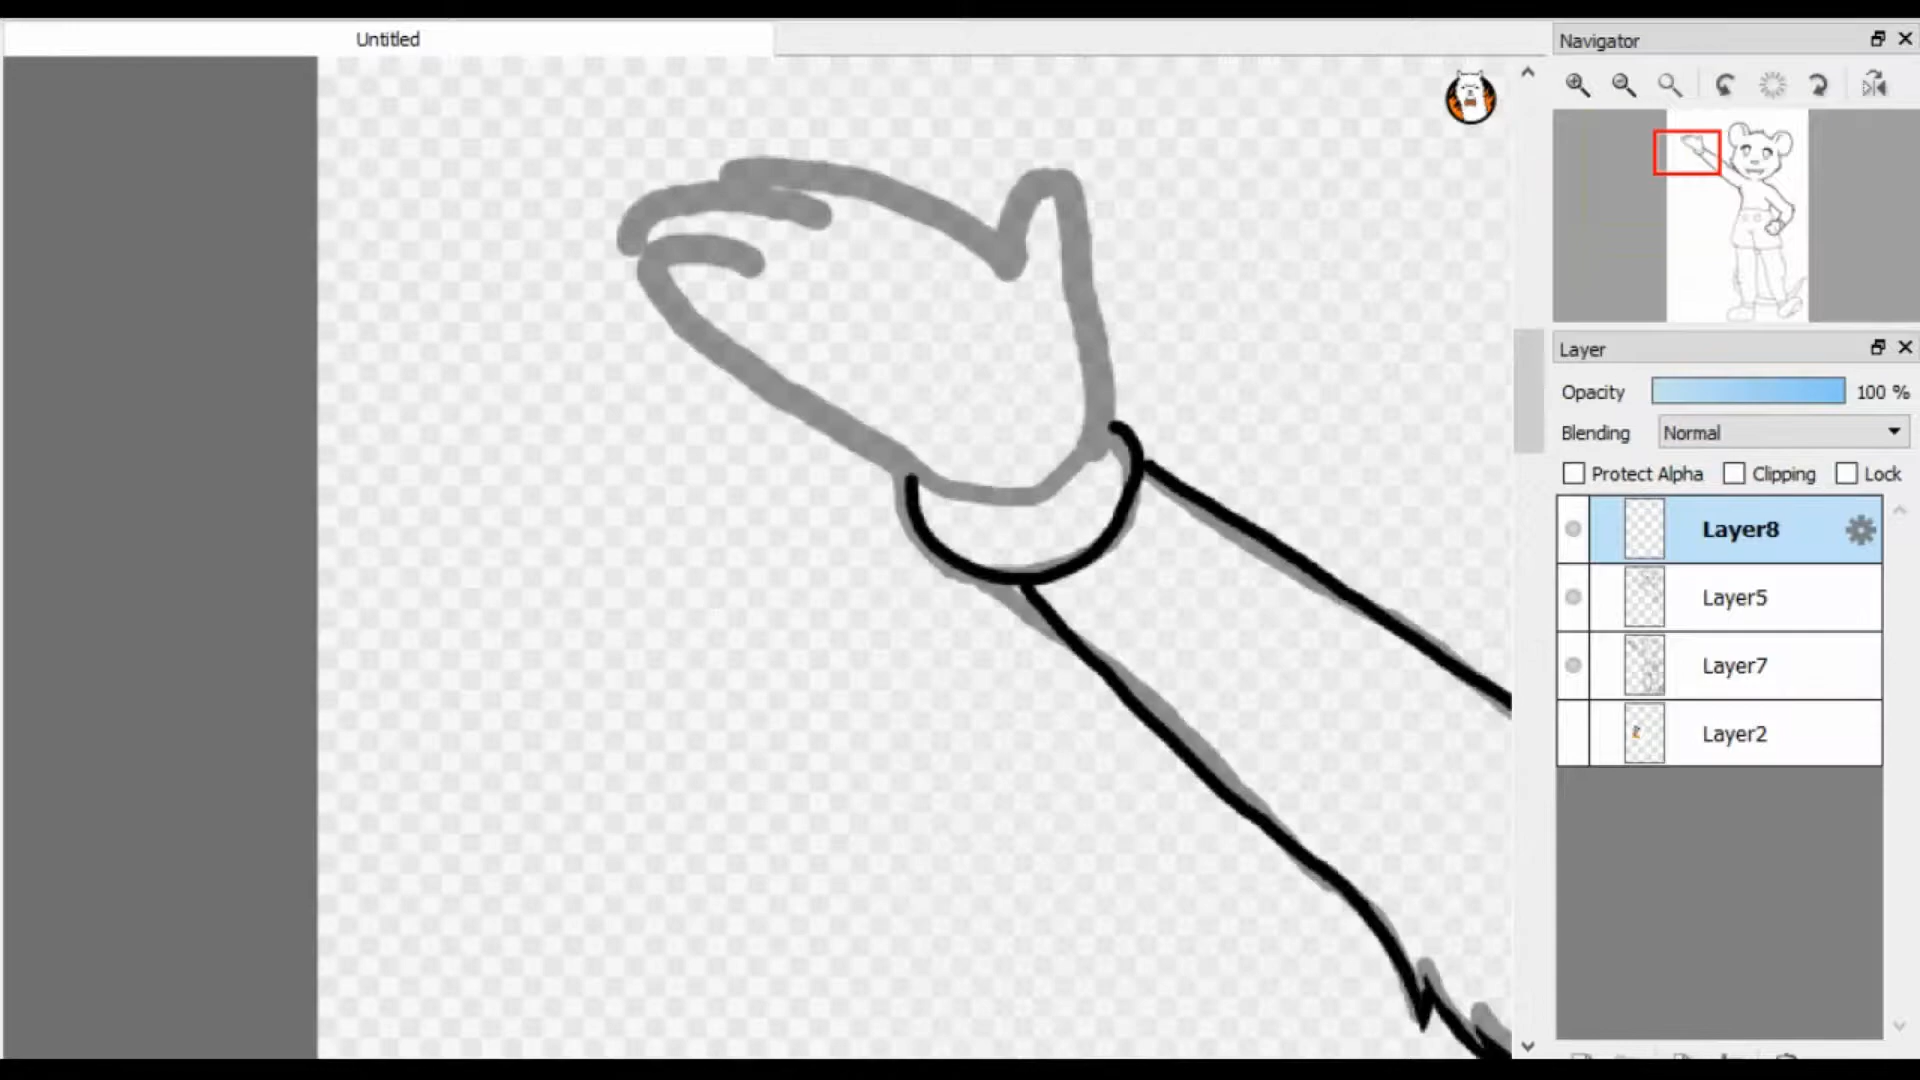 Untitled
Navigator
Layer
Opacity 100 %
Blending Normal
Protect Alpha Clipping Lock
Layer8
Layer5
Layer7
Layer2